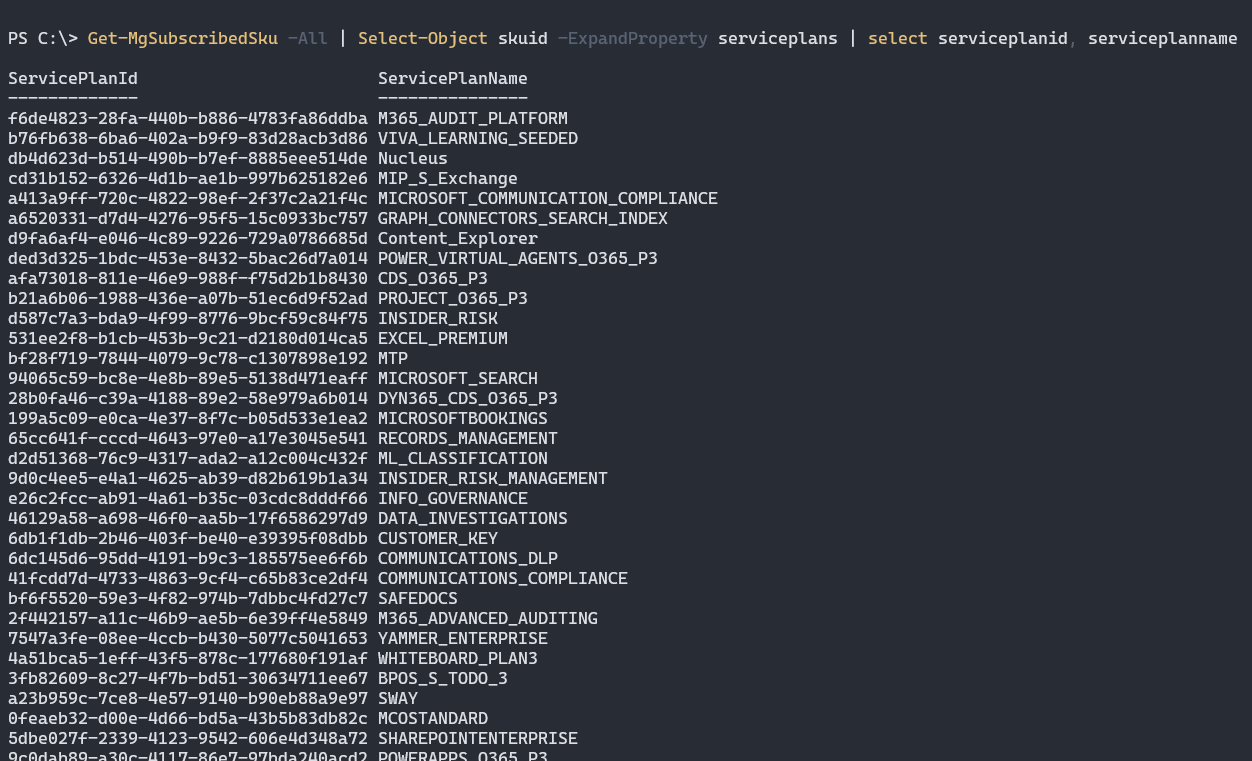 PS C:\> Get-MgSubscribedSku -All | Select-Object skuid -ExpandProperty serviceplans | select serviceplanid, serviceplanname
ServicePlanId ServicePlanName
------------- ---------------
f6de4823-28fa-440b-b886-4783fa86ddba M365_AUDIT_PLATFORM
b76fb638-6ba6-402a-b9f9-83d28acb3d86 VIVA_LEARNING_SEEDED
db4d623d-b514-490b-b7ef-8885eee514de Nucleus
cd31b152-6326-4d1b-ae1b-997b625182e6 MIP_S_Exchange
a413a9ff-720c-4822-98ef-2f37c2a21f4c MICROSOFT_COMMUNICATION_COMPLIANCE
a6520331-d7d4-4276-95f5-15c0933bc757 GRAPH_CONNECTORS_SEARCH_INDEX
d9fa6af4-e046-4c89-9226-729a0786685d Content_Explorer
ded3d325-1bdc-453e-8432-5bac26d7a014 POWER_VIRTUAL_AGENTS_O365_P3
afa73018-811e-46e9-988f-f75d2b1b8430 CDS_O365_P3
b21a6b06-1988-436e-a07b-51ec6d9f52ad PROJECT_O365_P3
d587c7a3-bda9-4f99-8776-9bcf59c84f75 INSIDER_RISK
531ee2f8-b1cb-453b-9c21-d2180d014ca5 EXCEL_PREMIUM
bf28f719-7844-4079-9c78-c1307898e192 MTP
94065c59-bc8e-4e8b-89e5-5138d471eaff MICROSOFT_SEARCH
28b0fa46-c39a-4188-89e2-58e979a6b014 DYN365_CDS_O365_P3
199a5c09-e0ca-4e37-8f7c-b05d533e1ea2 MICROSOFTBOOKINGS
65cc641f-cccd-4643-97e0-a17e3045e541 RECORDS_MANAGEMENT
d2d51368-76c9-4317-ada2-a12c004c432f ML_CLASSIFICATION
9d0c4ee5-e4a1-4625-ab39-d82b619b1a34 INSIDER_RISK_MANAGEMENT
e26c2fcc-ab91-4a61-b35c-03cdc8dddf66 INFO_GOVERNANCE
46129a58-a698-46f0-aa5b-17f6586297d9 DATA_INVESTIGATIONS
6db1f1db-2b46-403f-be40-e39395f08dbb CUSTOMER_KEY
6dc145d6-95dd-4191-b9c3-185575ee6f6b COMMUNICATIONS_DLP
41fcdd7d-4733-4863-9cf4-c65b83ce2df4 COMMUNICATIONS_COMPLIANCE
bf6f5520-59e3-4f82-974b-7dbbc4fd27c7 SAFEDOCS
2f442157-a11c-46b9-ae5b-6e39ff4e5849 M365_ADVANCED_AUDITING
7547a3fe-08ee-4ccb-b430-5077c5041653 YAMMER_ENTERPRISE
4a51bca5-1eff-43f5-878c-177680f191af WHITEBOARD_PLAN3
3fb82609-8c27-4f7b-bd51-30634711ee67 BPOS_S_TODO_3
a23b959c-7ce8-4e57-9140-b90eb88a9e97 SWAY
0feaeb32-d00e-4d66-bd5a-43b5b83db82c MCOSTANDARD
5dbe027f-2339-4123-9542-606e4d348a72 SHAREPOINTENTERPRISE
9c0dab89-a30c-4117-86e7-97bda240acd2 POWERAPPS_O365_P3